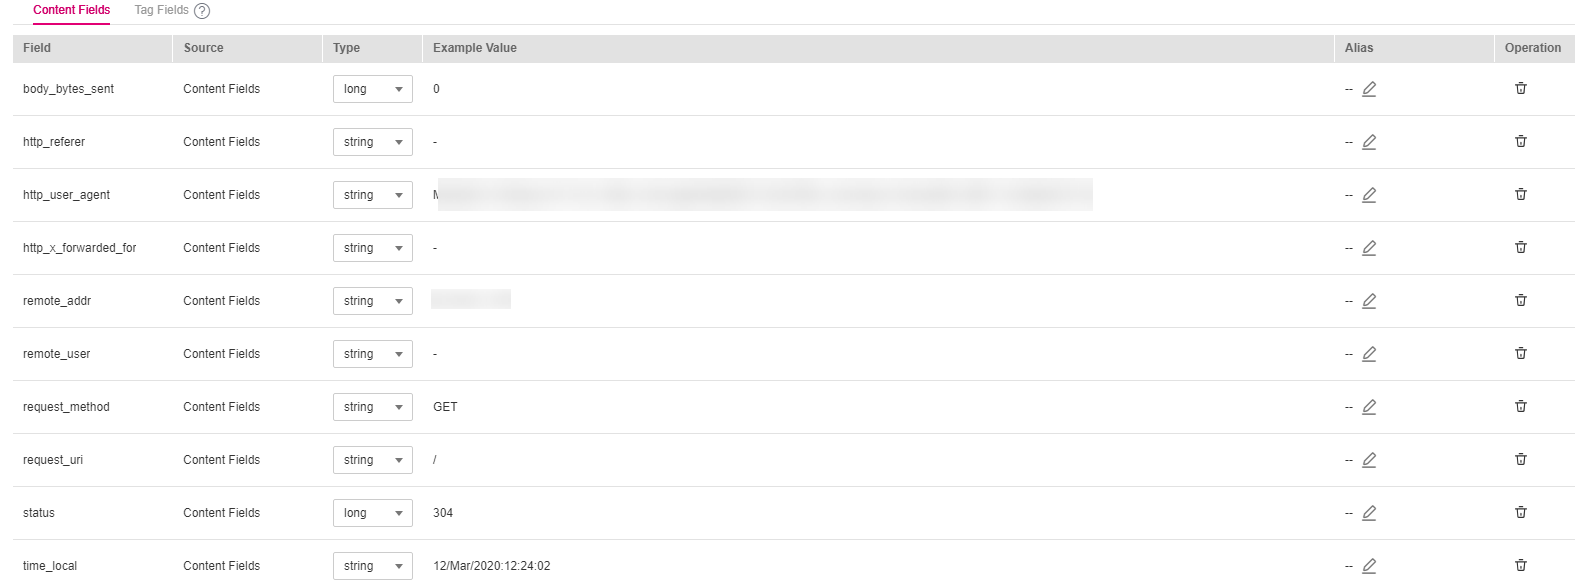 Content Fields Tag Fields ?
Field Source Type Example Value Alias Operation
body_bytes_sent Content Fields long 0 --
http_referer Content Fields string - --
http_user_agent Content Fields string --
http_x_forwarded_for Content Fields string - --
remote_addr Content Fields string --
remote_user Content Fields string - --
request_method Content Fields string GET --
request_uri Content Fields string / --
status Content Fields long 304 --
time_local Content Fields string 12/Mar/2020:12:24:02 --